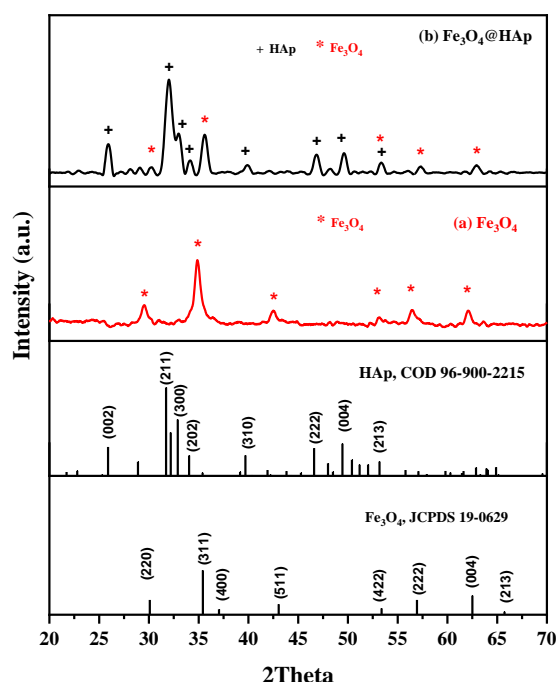 + HAp * Fe₃O₄ (b) Fe₃O₄@HAp
+ + + + * * + + + * + * *
* Fe₃O₄ (a) Fe₃O₄
* * * * * *
Intensity (a.u.)
HAp, COD 96-900-2215
(002) (211) (300) (202) (310) (222) (004) (213)
Fe₃O₄, JCPDS 19-0629
(220) (311) (400) (511) (422) (222) (004) (213)
20 25 30 35 40 45 50 55 60 65 70
2Theta